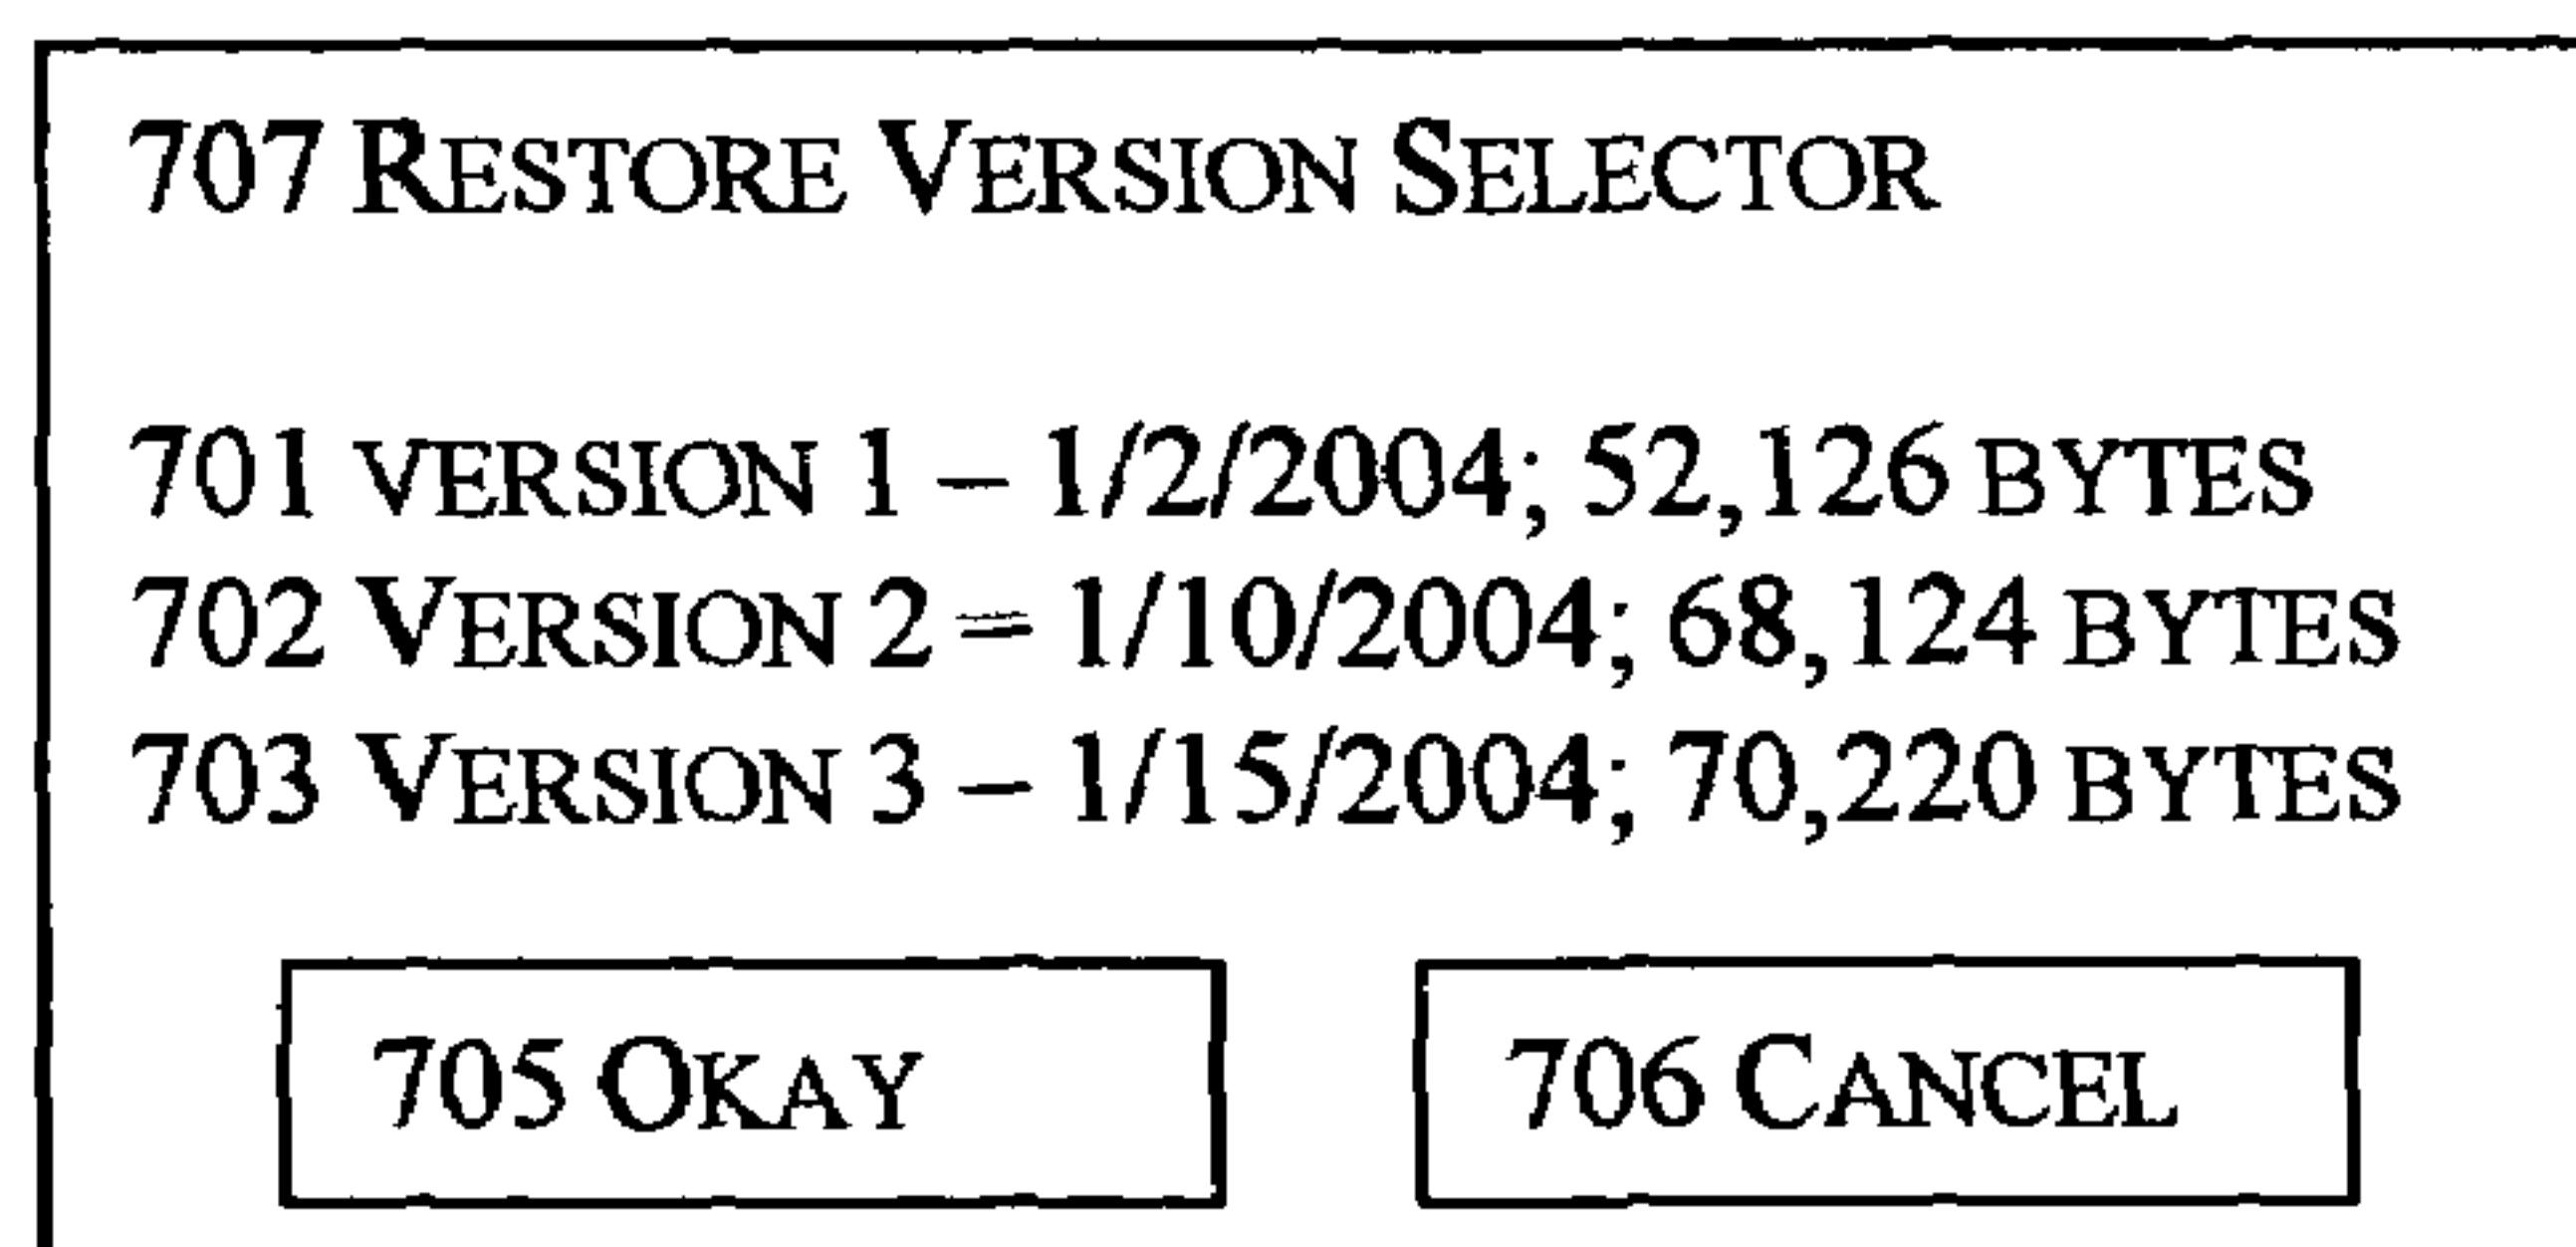 707 RESTORE VERSION SELECTOR
701 VERSION 1 – 1/2/2004; 52,126 BYTES
702 VERSION 2 = 1/10/2004; 68,124 BYTES
703 VERSION 3 – 1/15/2004; 70,220 BYTES
705 OKAY
706 CANCEL